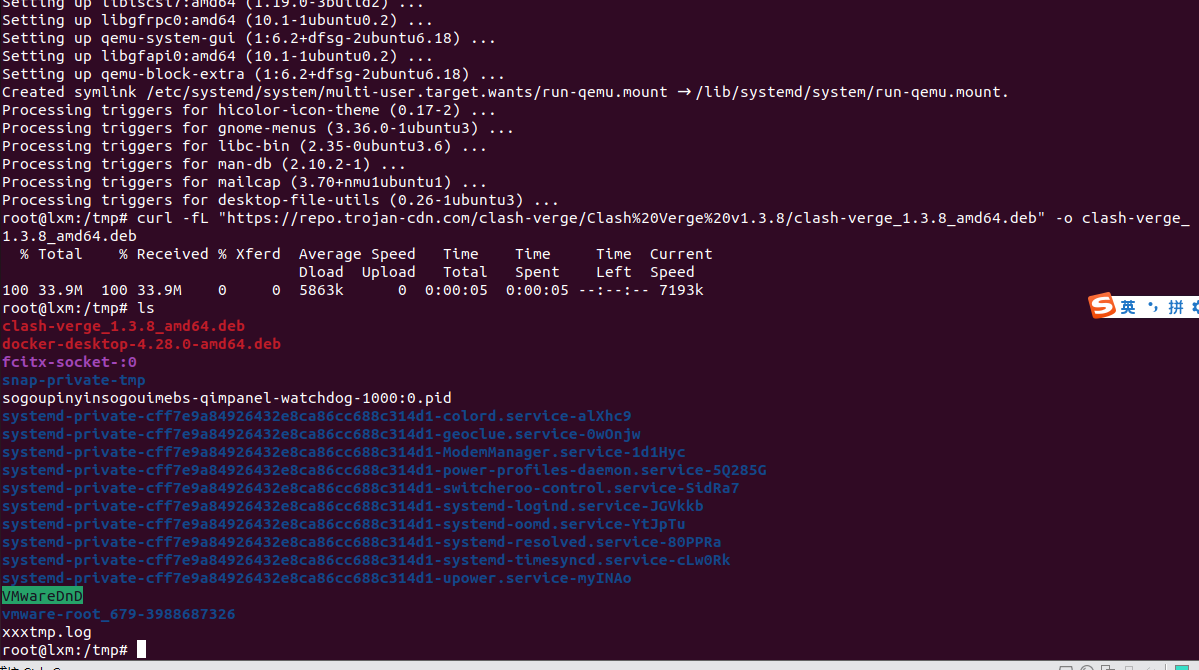 Setting up libiscsi7:amd64 (1.19.0-3build2) ...
Setting up libgfrpc0:amd64 (10.1-1ubuntu0.2) ...
Setting up qemu-system-gui (1:6.2+dfsg-2ubuntu6.18) ...
Setting up libgfapi0:amd64 (10.1-1ubuntu0.2) ...
Setting up qemu-block-extra (1:6.2+dfsg-2ubuntu6.18) ...
Created symlink /etc/systemd/system/multi-user.target.wants/run-qemu.mount → /lib/systemd/system/run-qemu.mount.
Processing triggers for hicolor-icon-theme (0.17-2) ...
Processing triggers for gnome-menus (3.36.0-1ubuntu3) ...
Processing triggers for libc-bin (2.35-0ubuntu3.6) ...
Processing triggers for man-db (2.10.2-1) ...
Processing triggers for mailcap (3.70+nmu1ubuntu1) ...
Processing triggers for desktop-file-utils (0.26-1ubuntu3) ...
root@lxm:/tmp# curl -fL "https://repo.trojan-cdn.com/clash-verge/Clash%20Verge%20v1.3.8/clash-verge_1.3.8_amd64.deb" -o clash-verge_
1.3.8_amd64.deb
% Total % Received % Xferd Average Speed Time Time Time Current
Dload Upload Total Spent Left Speed
100 33.9M 100 33.9M 0 0 5863k 0 0:00:05 0:00:05 --:--:-- 7193k
root@lxm:/tmp# ls
clash-verge_1.3.8_amd64.deb
英 •, 拼
docker-desktop-4.28.0-amd64.deb
fcitx-socket-:0
snap-private-tmp
sogoupinyinsogouimebs-qimpanel-watchdog-1000:0.pid
systemd-private-cff7e9a84926432e8ca86cc688c314d1-colord.service-alXhc9
systemd-private-cff7e9a84926432e8ca86cc688c314d1-geoclue.service-0wOnjw
systemd-private-cff7e9a84926432e8ca86cc688c314d1-ModemManager.service-1d1Hyc
systemd-private-cff7e9a84926432e8ca86cc688c314d1-power-profiles-daemon.service-5Q285G
systemd-private-cff7e9a84926432e8ca86cc688c314d1-switcheroo-control.service-SidRa7
systemd-private-cff7e9a84926432e8ca86cc688c314d1-systemd-logind.service-JGVkkb
systemd-private-cff7e9a84926432e8ca86cc688c314d1-systemd-oomd.service-YtJpTu
systemd-private-cff7e9a84926432e8ca86cc688c314d1-systemd-resolved.service-80PPRa
systemd-private-cff7e9a84926432e8ca86cc688c314d1-systemd-timesyncd.service-cLw0Rk
systemd-private-cff7e9a84926432e8ca86cc688c314d1-upower.service-myINAo
VMwareDnD
vmware-root_679-3988687326
xxxtmp.log
root@lxm:/tmp#